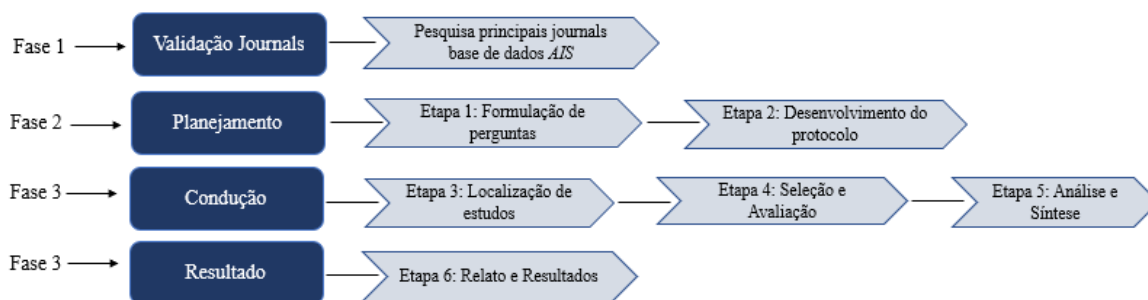 Fase 1
Validação Journals
Pesquisa principais journals
base de dados AIS
Fase 2
Planejamento
Etapa 1: Formulação de
perguntas
Etapa 2: Desenvolvimento do
protocolo
Fase 3
Condução
Etapa 3: Localização de
estudos
Etapa 4: Seleção e
Avaliação
Etapa 5: Análise e
Síntese
Fase 3
Resultado
Etapa 6: Relato e Resultados